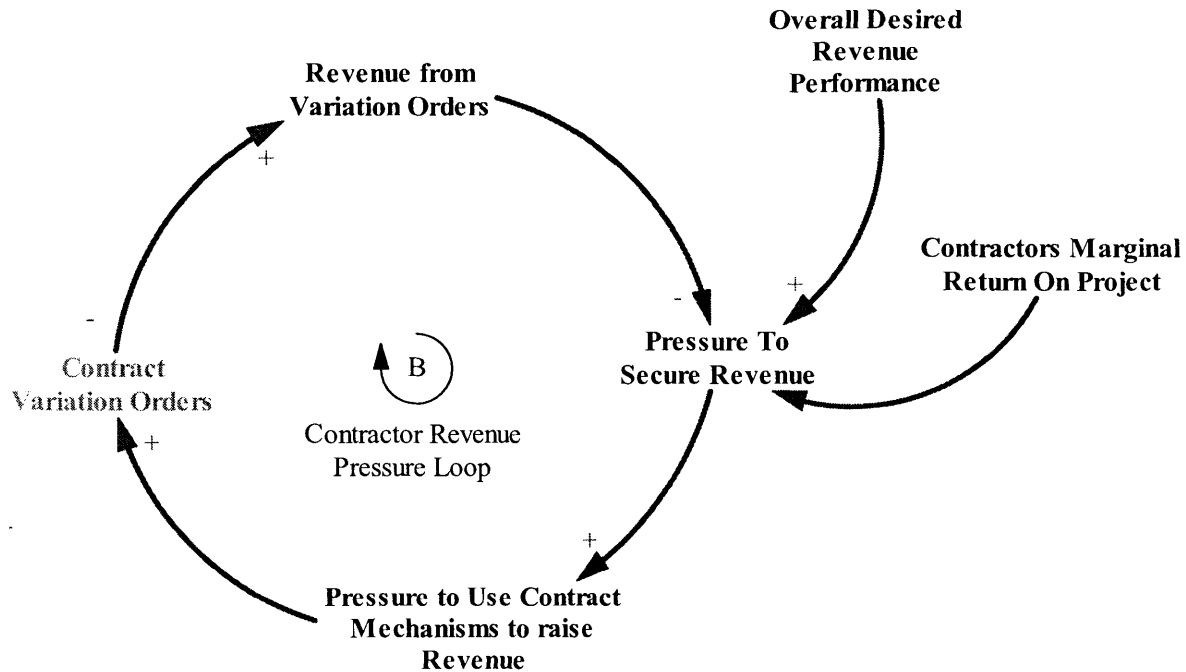 Overall Desired
Revenue
Performance
Revenue from
Variation Orders
+
Contractors Marginal
Return On Project
+
-
-
Pressure To
Secure Revenue
Contract
Variation Orders
B
+
Contractor Revenue
Pressure Loop
+
Pressure to Use Contract
Mechanisms to raise
Revenue